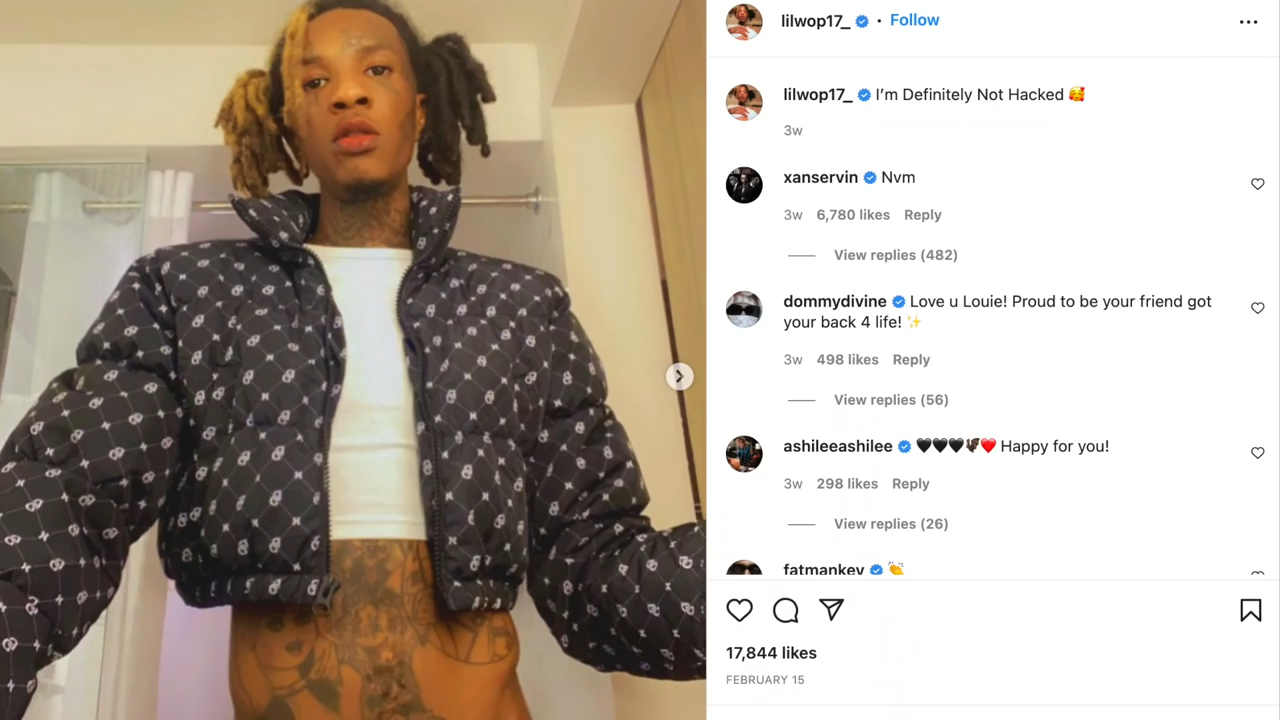 lilwop17_ • Follow
lilwop17_ I’m Definitely Not Hacked 🥰
3w
xanservin Nvm
3w 6,780 likes Reply
View replies (482)
dommydivine Love u Louie! Proud to be your friend got
your back 4 life! ✨
3w 498 likes Reply
View replies (56)
ashileeashilee 🖤🖤🖤🦅❤️ Happy for you!
3w 298 likes Reply
View replies (26)
fatmankey 👏
17,844 likes
FEBRUARY 15